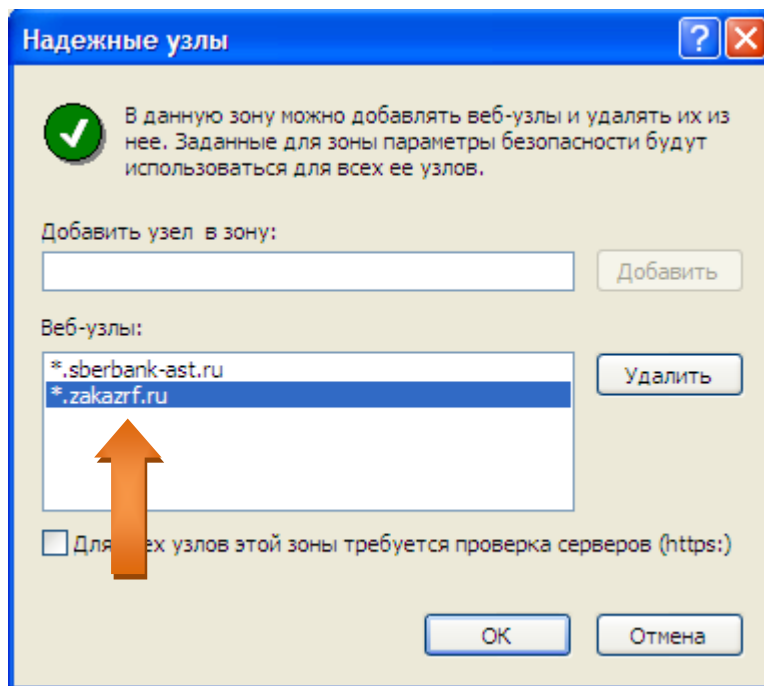 Надежные узлы
В данную зону можно добавлять веб-узлы и удалять их из
нее. Заданные для зоны параметры безопасности будут
использоваться для всех ее узлов.
Добавить узел в зону:
Добавить
Веб-узлы:
*.sberbank-ast.ru
*.zakazrf.ru
Удалить
Для всех узлов этой зоны требуется проверка серверов (https:)
OK
Отмена